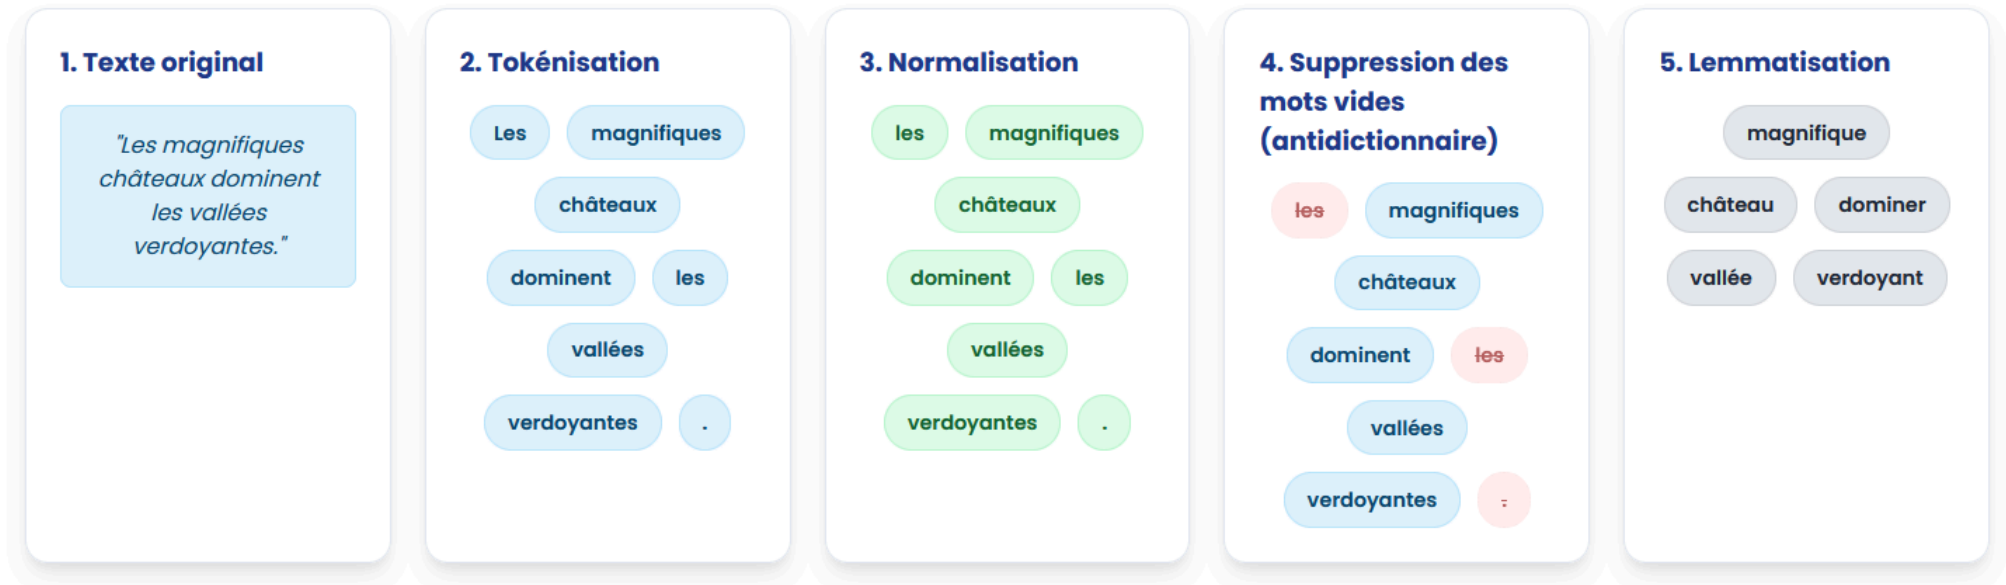 1. Texte original
"Les magnifiques
châteaux dominent
les vallées
verdoyantes."
2. Tokénisation
Les magnifiques
châteaux
dominent les
vallées
verdoyantes .
3. Normalisation
les magnifiques
châteaux
dominent les
vallées
verdoyantes .
4. Suppression des
mots vides
(antidictionnaire)
les magnifiques
châteaux
dominent les
vallées
verdoyantes .
5. Lemmatisation
magnifique
château dominer
vallée verdoyant